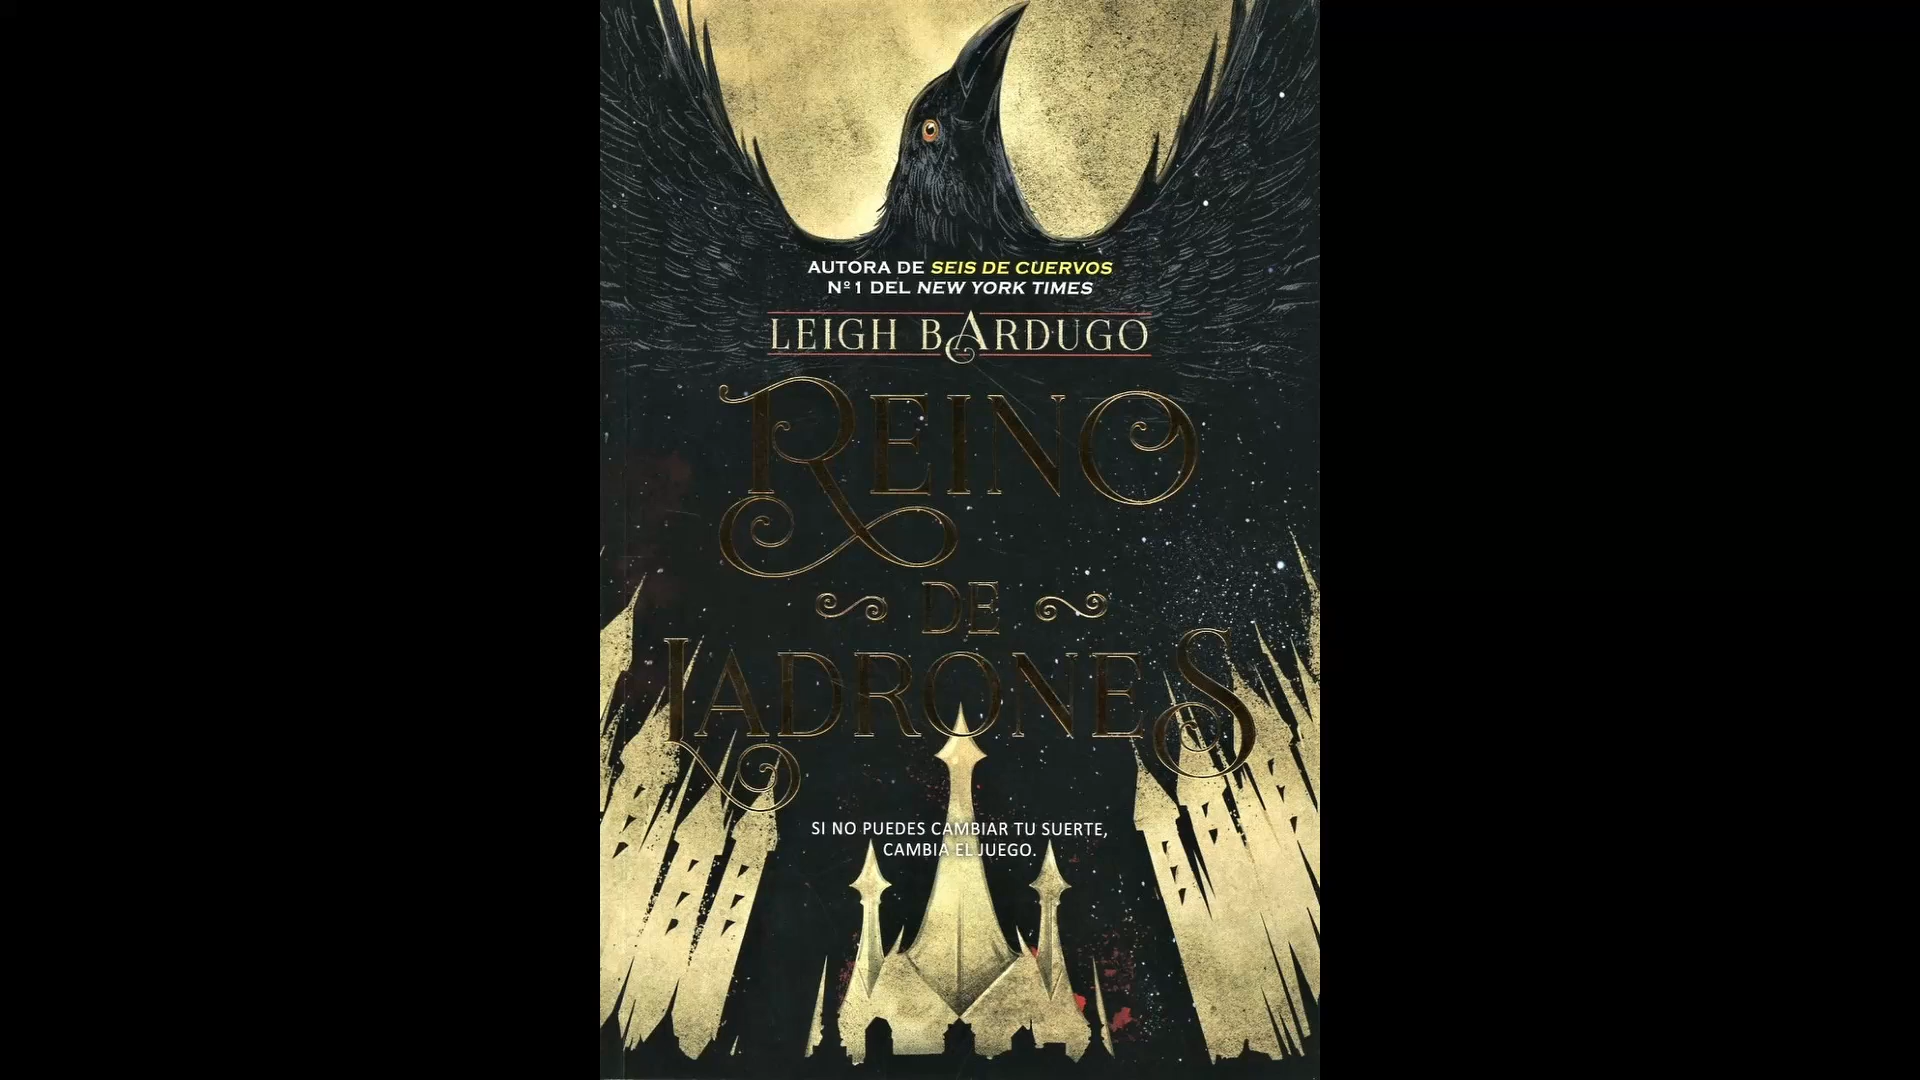 AUTORA DE SEIS DE CUERVOS
Nº1 DEL NEW YORK TIMES
LEIGH BARDUGO
REINO
DE
LADRONES
SI NO PUEDES CAMBIAR TU SUERTE,
CAMBIA EL JUEGO.